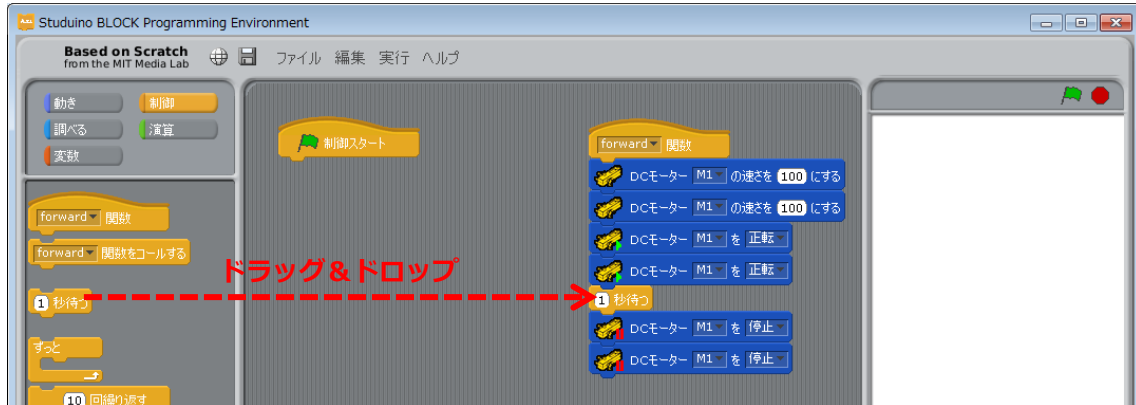 Studuino BLOCK Programming Environment
Based on Scratch
from the MIT Media Lab
ファイル 編集 実行 ヘルプ
動き 制御
調べる 演算
変数
forward 関数
forward 関数をコールする
1 秒待つ
ずっと
10 回繰り返す
制御スタート
ドラッグ&ドロップ
forward 関数
DCモーター M1 の速さを 100 にする
DCモーター M1 の速さを 100 にする
DCモーター M1 を 正転
DCモーター M1 を 正転
1 秒待つ
DCモーター M1 を 停止
DCモーター M1 を 停止